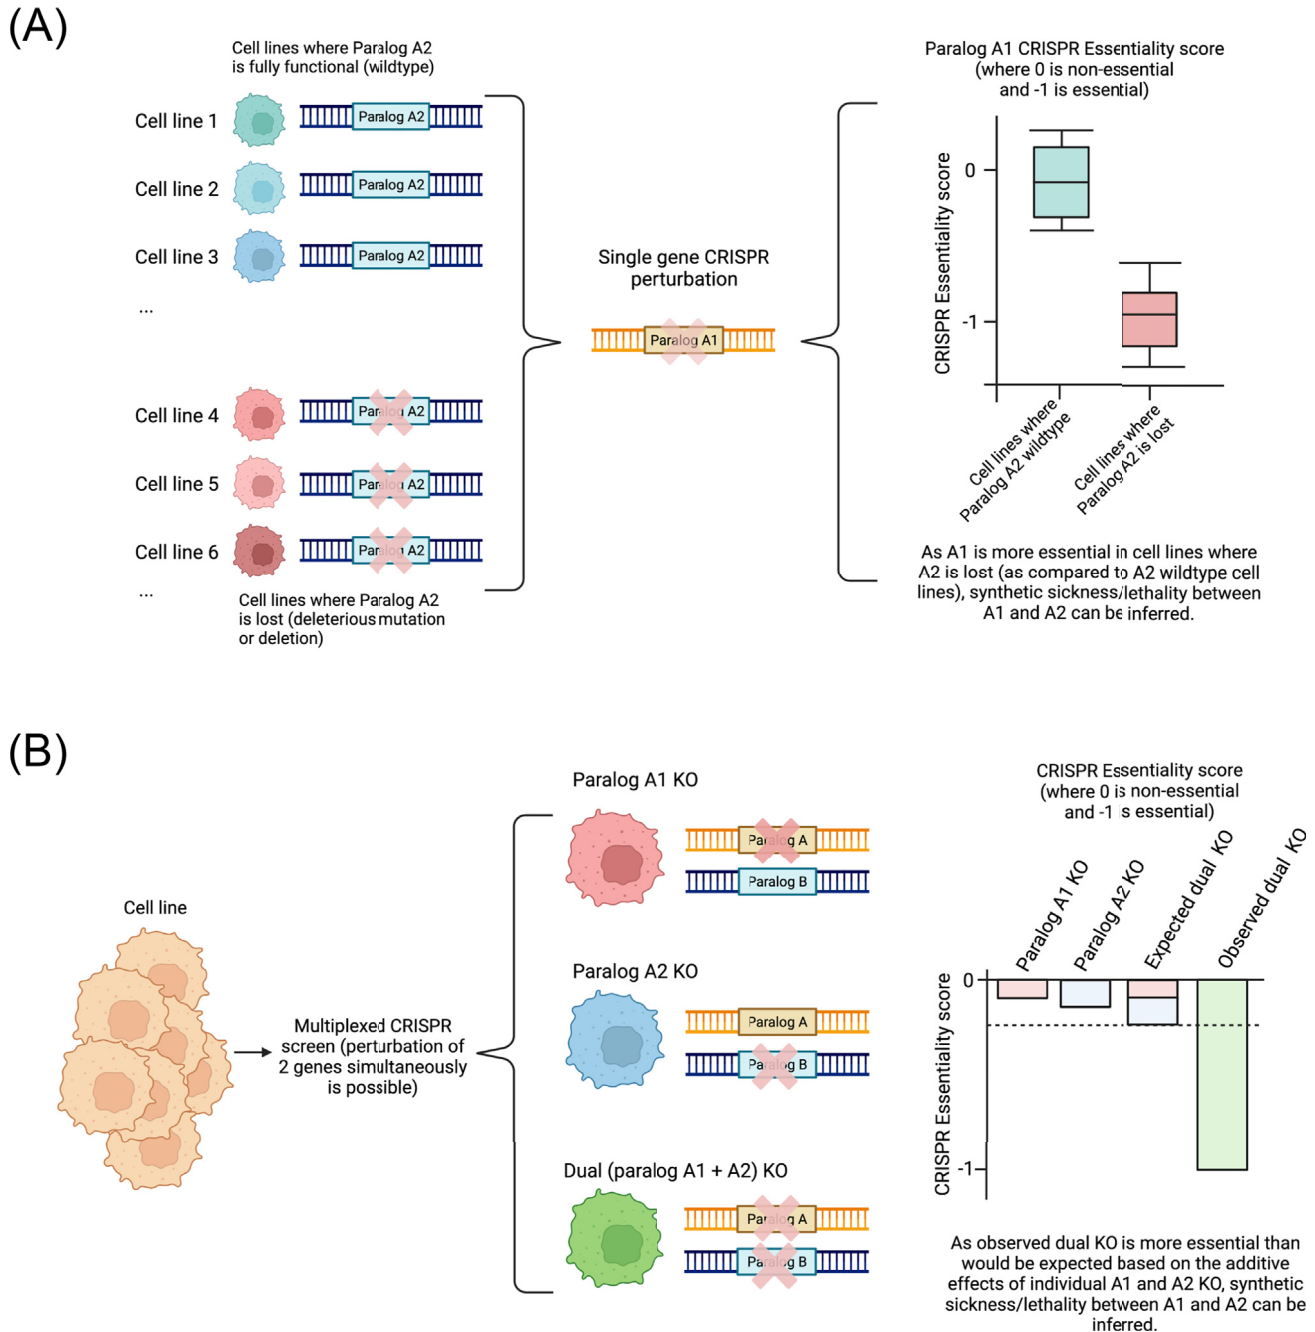 (A)
Cell lines where Paralog A2
is fully functional (wildtype)
Cell line 1
Paralog A2
Cell line 2
Paralog A2
Cell line 3
Paralog A2
...
Cell line 4
Paralog A2
Cell line 5
Paralog A2
Cell line 6
Paralog A2
...
Cell lines where Paralog A2
is lost (deleterious mutation
or deletion)
Single gene CRISPR
perturbation
Paralog A1
Paralog A1 CRISPR Essentiality score
(where 0 is non-essential
and -1 is essential)
CRISPR Essentiality score
0
-1
Cell lines where
Paralog A2 wildtype
Cell lines where
Paralog A2 is lost
As A1 is more essential in cell lines where
A2 is lost (as compared to A2 wildtype cell
lines), synthetic sickness/lethality between
A1 and A2 can be inferred.
(B)
Cell line
Multiplexed CRISPR
screen (perturbation of
2 genes simultaneously
is possible)
Paralog A1 KO
Paralog A
Paralog B
Paralog A2 KO
Paralog A
Paralog B
Dual (paralog A1 + A2) KO
Paralog A
Paralog B
CRISPR Essentiality score
(where 0 is non-essential
and -1 is essential)
Paralog A1 KO
Paralog A2 KO
Expected dual KO
Observed dual KO
CRISPR Essentiality score
0
-1
As observed dual KO is more essential than
would be expected based on the additive
effects of individual A1 and A2 KO, synthetic
sickness/lethality between A1 and A2 can be
inferred.